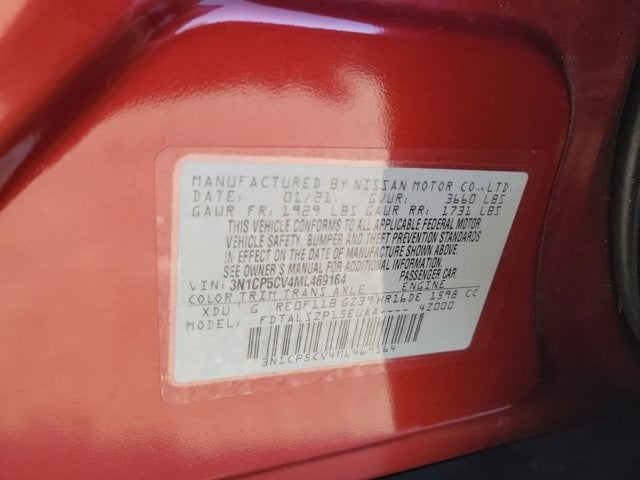 MANUFACTURED BY NISSAN MOTOR CO.,LTD.
DATE: 01/21. GVWR: 3660 LBS
GAWR FR: 1929 LBS GAWR RR: 1731 LBS
THIS VEHICLE CONFORMS TO ALL APPLICABLE FEDERAL MOTOR
VEHICLE SAFETY, BUMPER AND THEFT PREVENTION STANDARDS
IN EFFECT ON THE DATE OF MANUFACTURE SHOWN ABOVE.
SEE OWNER'S MANUAL FOR ADDITIONAL INFORMATION
VIN: 3N1CP5CV4ML469164 PASSENGER CAR
COLOR TRIM TRANS AXLE ENGINE
XDU G RE0F11B GZ39 HR16DE 1598 CC
MODEL: FDTALSZP15EUAA---- 42000
3N1CP5CV4ML469164